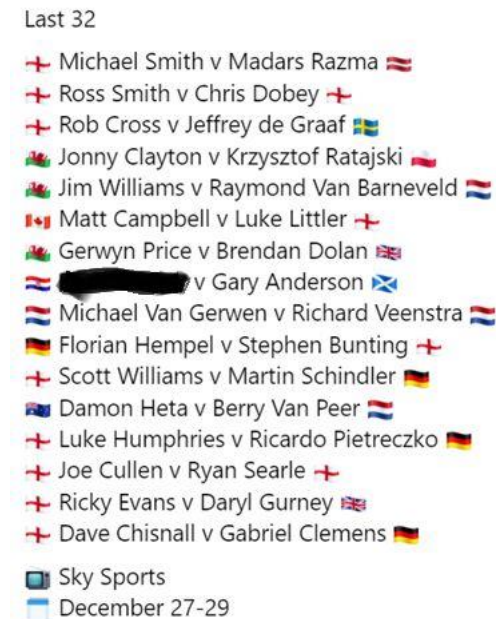 Last 32
Michael Smith v Madars Razma
Ross Smith v Chris Dobey
Rob Cross v Jeffrey de Graaf
Jonny Clayton v Krzysztof Ratajski
Jim Williams v Raymond Van Barneveld
Matt Campbell v Luke Littler
Gerwyn Price v Brendan Dolan
v Gary Anderson
Michael Van Gerwen v Richard Veenstra
Florian Hempel v Stephen Bunting
Scott Williams v Martin Schindler
Damon Heta v Berry Van Peer
Luke Humphries v Ricardo Pietreczko
Joe Cullen v Ryan Searle
Ricky Evans v Daryl Gurney
Dave Chisnall v Gabriel Clemens
Sky Sports
December 27-29